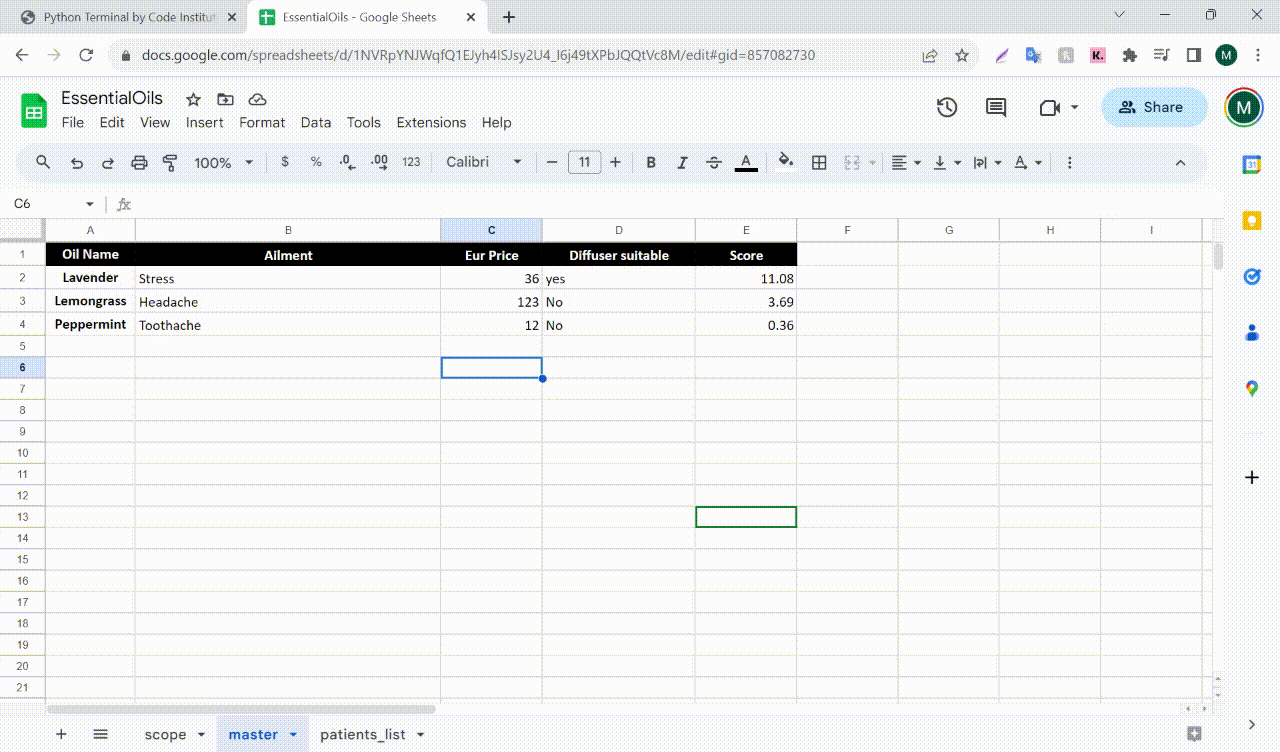 Python Terminal by Code Institut
EssentialOils - Google Sheets
docs.google.com/spreadsheets/d/1NVRpYNJWqfQ1EJyh4ISJsy2U4_l6j49tXPbJQQtVc8M/edit#gid=857082730
K.
M
EssentialOils
File Edit View Insert Format Data Tools Extensions Help
Share
M
100% $ % .0 .00 123 Calibri 11 B I S A
31
C6 fx
A B C D E F G H I
1 Oil Name Ailment Eur Price Diffuser suitable Score
2 Lavender Stress 36 yes 11.08
3 Lemongrass Headache 123 No 3.69
4 Peppermint Toothache 12 No 0.36
5
6
7
8
9
10
11
12
13
14
15
16
17
18
19
20
21
scope master patients_list